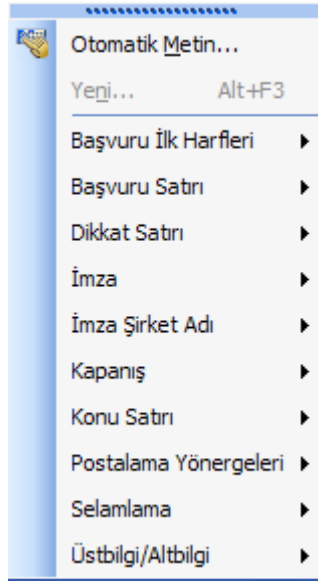 Otomatik Metin...
Yeni... Alt+F3
Başvuru İlk Harfleri
Başvuru Satırı
Dikkat Satırı
İmza
İmza Şirket Adı
Kapanış
Konu Satırı
Postalama Yönergeleri
Selamlama
Üstbilgi/Altbilgi